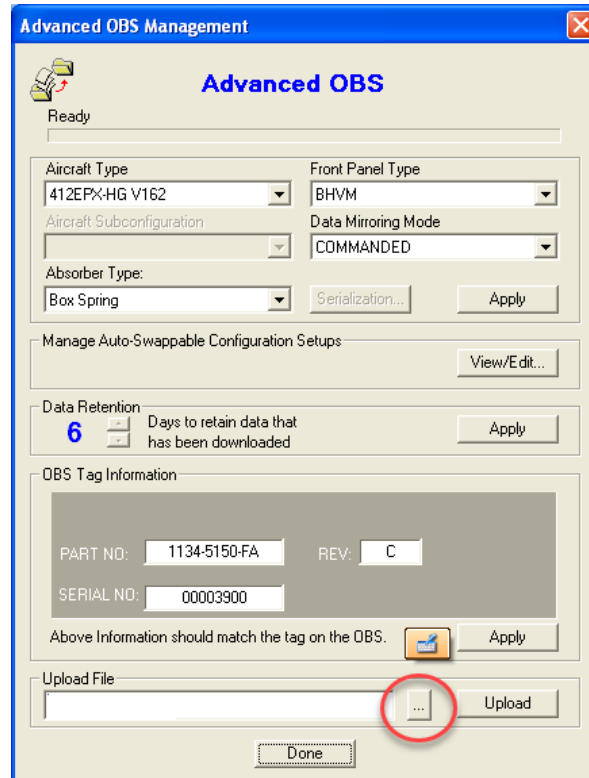 Advanced OBS Management
Advanced OBS
Ready
Aircraft Type
Front Panel Type
412EPX-HG V162
BHVM
Aircraft Subconfiguration
Data Mirroring Mode
COMMANDED
Absorber Type:
Box Spring
Serialization...
Apply
Manage Auto-Swappable Configuration Setups
View/Edit...
Data Retention
6
Days to retain data that
has been downloaded
Apply
OBS Tag Information
PART NO: 1134-5150-FA REV: C
SERIAL NO: 00003900
Above Information should match the tag on the OBS.
Apply
Upload File
...
Upload
Done